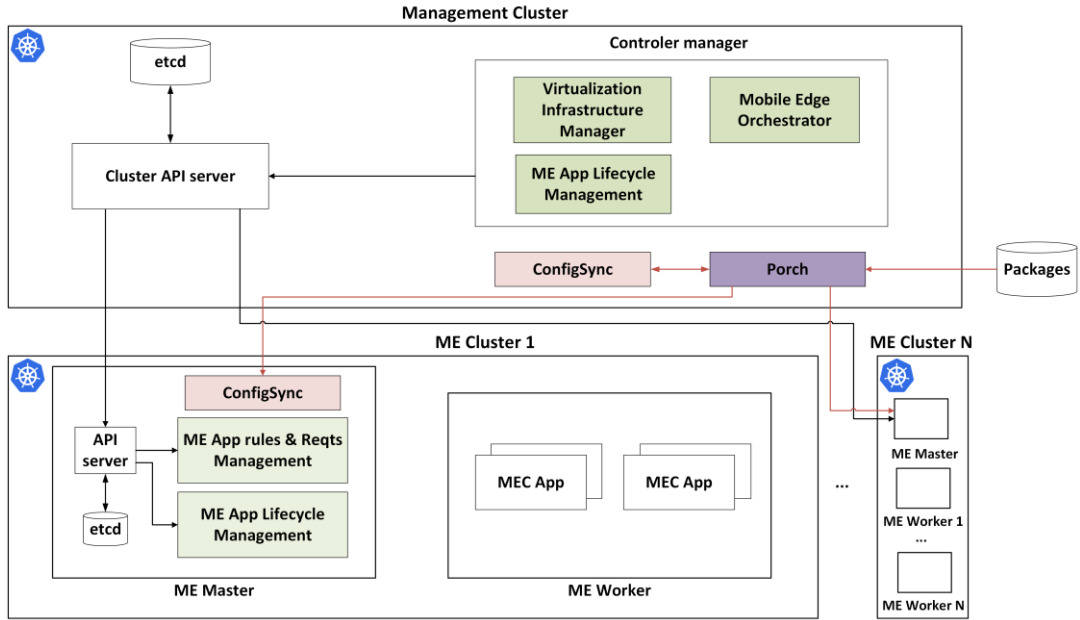 Management Cluster
etcd
Controler manager
Virtualization
Infrastructure
Manager
Mobile Edge
Orchestrator
Cluster API server
ME App Lifecycle
Management
ConfigSync
Porch
Packages
ME Cluster 1
ME Cluster N
ConfigSync
API
server
ME App rules & Reqts
Management
etcd
ME App Lifecycle
Management
ME Master
MEC App
MEC App
ME Worker
...
ME Master
ME Worker 1
...
ME Worker N